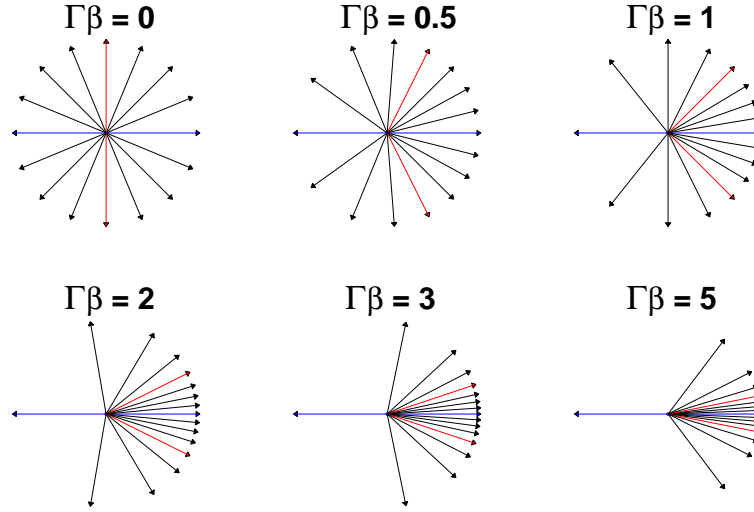 Γβ = 0
Γβ = 0.5
Γβ = 1
Γβ = 2
Γβ = 3
Γβ = 5